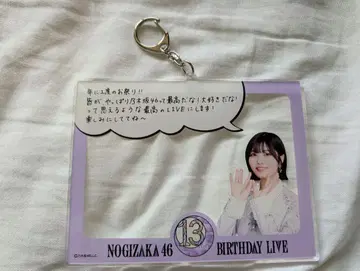 年に1度のお祭り!!
皆が、やっぱり乃木坂46って最高だな!大好きだな!
って思えるような最高のLIVEにします!
楽しみにしててね〜
13
NOGIZAKA 46 BIRTHDAY LIVE